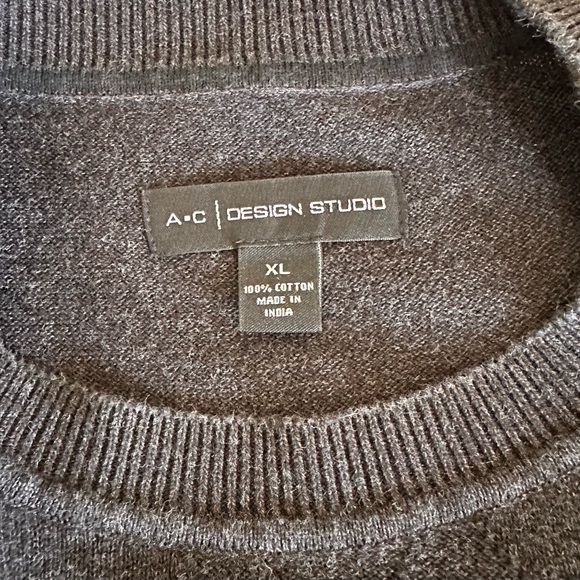 A▪C | DESIGN STUDIO
XL
100% COTTON
MADE IN
INDIA